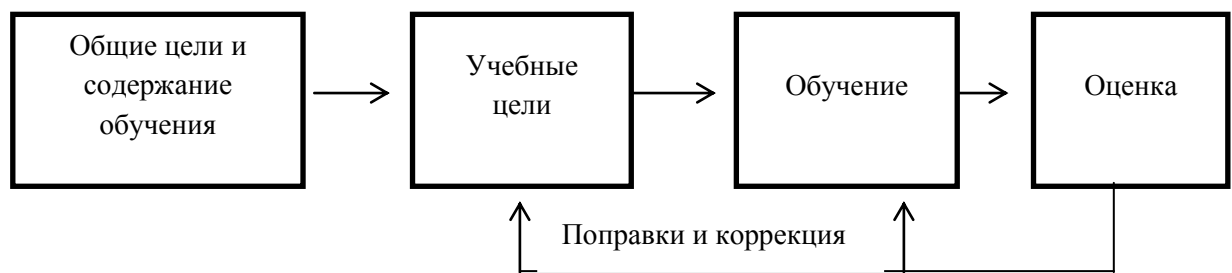 Общие цели и
содержание
обучения
Учебные
цели
Обучение
Оценка
Поправки и коррекция